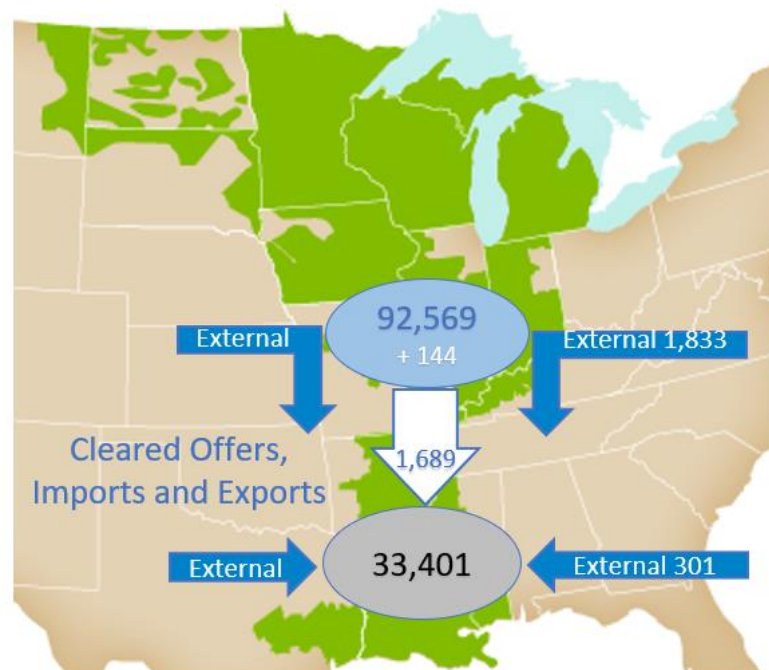 92,569
+ 144
External
External 1,833
Cleared Offers,
Imports and Exports
1,689
External
33,401
External 301